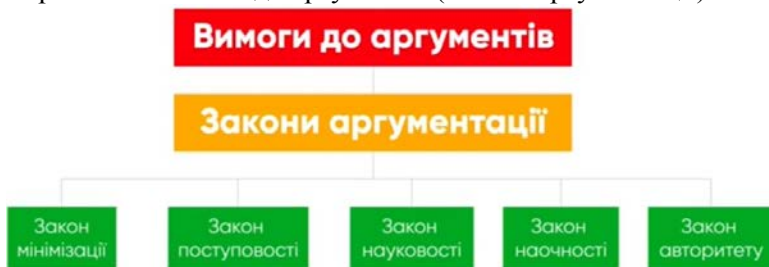 Вимоги до аргументів
Закони аргументації
Закон
мінімізації
Закон
поступовості
Закон
науковості
Закон
наочності
Закон
авторитету